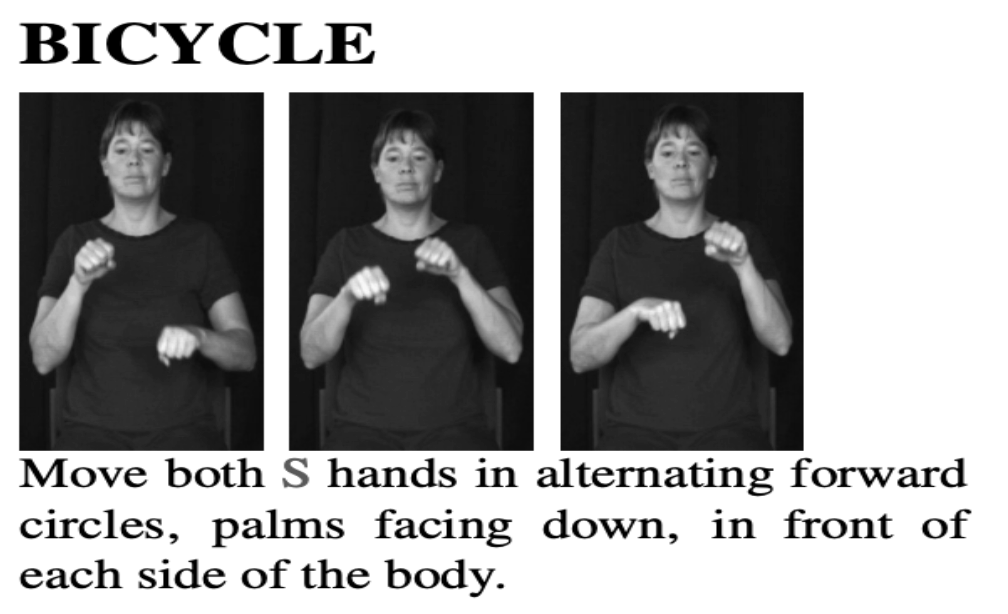 BICYCLE
Move both S hands in alternating forward
circles, palms facing down, in front of
each side of the body.